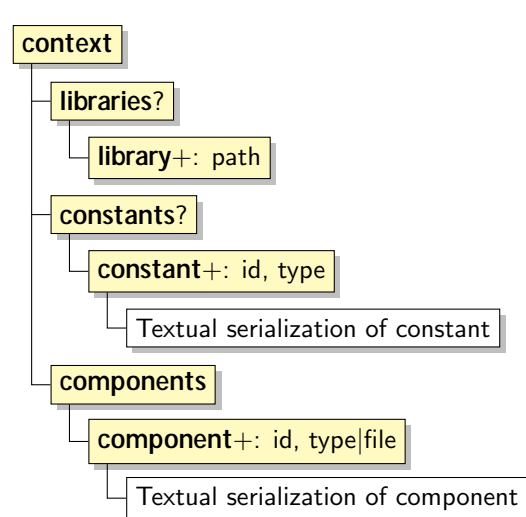 context
libraries?
library+: path
constants?
constant+: id, type
Textual serialization of constant
components
component+: id, type|file
Textual serialization of component